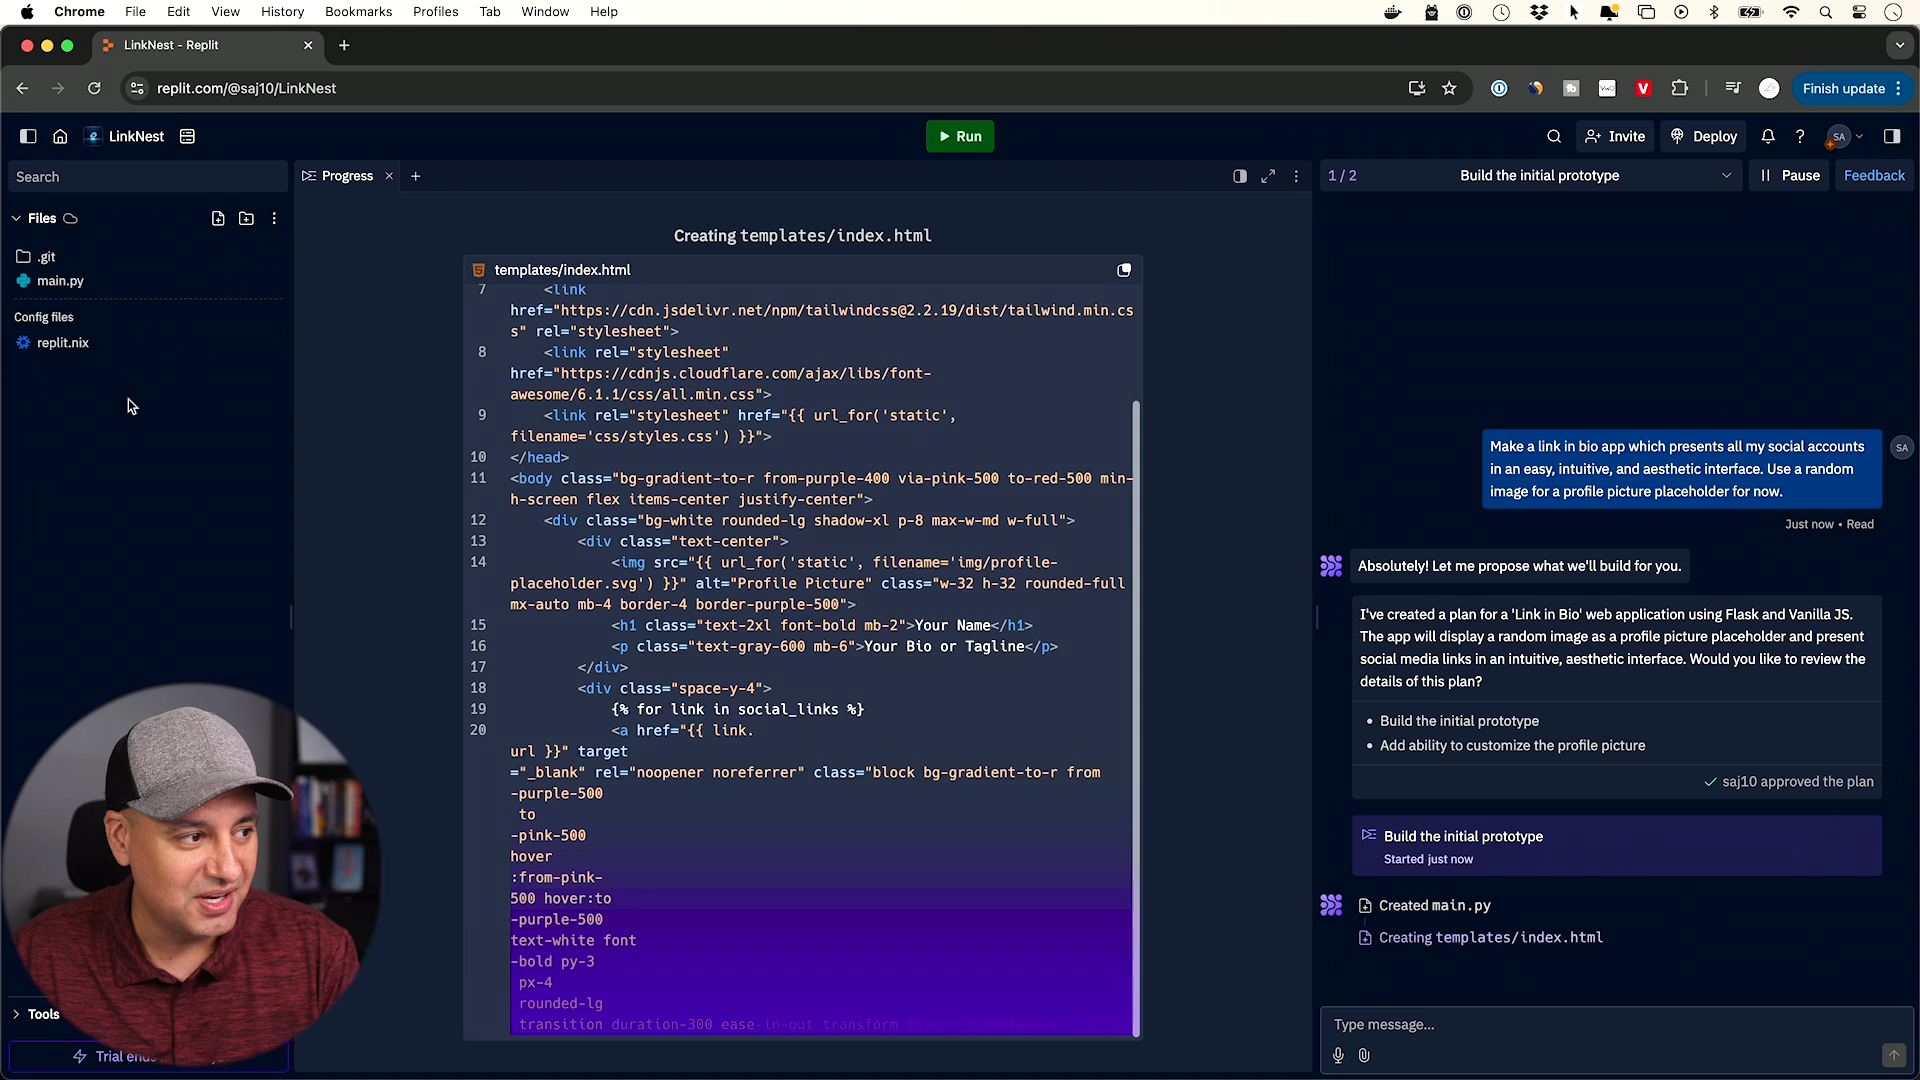 Chrome File Edit View History Bookmarks Profiles Tab Window Help
LinkNest - Replit
replit.com/@saj10/LinkNest
Finish update
LinkNest
Run
Invite
Deploy
SA
Search
Progress
1 / 2
Build the initial prototype
Pause
Feedback
Files
.git
main.py
Config files
replit.nix
Creating templates/index.html
templates/index.html
7 <link
href="https://cdn.jsdelivr.net/npm/tailwindcss@2.2.19/dist/tailwind.min.cs
s" rel="stylesheet">
8 <link rel="stylesheet"
href="https://cdnjs.cloudflare.com/ajax/libs/font-
awesome/6.1.1/css/all.min.css">
9 <link rel="stylesheet" href="{{ url_for('static',
filename='css/styles.css') }}">
10 </head>
11 <body class="bg-gradient-to-r from-purple-400 via-pink-500 to-red-500 min-
h-screen flex items-center justify-center">
12 <div class="bg-white rounded-lg shadow-xl p-8 max-w-md w-full">
13 <div class="text-center">
14 <img src="{{ url_for('static', filename='img/profile-
placeholder.svg') }}" alt="Profile Picture" class="w-32 h-32 rounded-full
mx-auto mb-4 border-4 border-purple-500">
15 <h1 class="text-2xl font-bold mb-2">Your Name</h1>
16 <p class="text-gray-600 mb-6">Your Bio or Tagline</p>
17 </div>
18 <div class="space-y-4">
19 {% for link in social_links %}
20 <a href="{{ link.
url }}" target
="_blank" rel="noopener noreferrer" class="block bg-gradient-to-r from
-purple-500
to
-pink-500
hover
:from-pink-
500 hover:to
-purple-500
text-white font
-bold py-3
px-4
rounded-lg
transition duration-300 ease-in-out transform
Make a link in bio app which presents all my social accounts
in an easy, intuitive, and aesthetic interface. Use a random
image for a profile picture placeholder for now.
SA
Just now • Read
Absolutely! Let me propose what we'll build for you.
I've created a plan for a 'Link in Bio' web application using Flask and Vanilla JS.
The app will display a random image as a profile picture placeholder and present
social media links in an intuitive, aesthetic interface. Would you like to review the
details of this plan?
• Build the initial prototype
• Add ability to customize the profile picture
saj10 approved the plan
Build the initial prototype
Started just now
Created main.py
Creating templates/index.html
Tools
Trial ends
Type message...